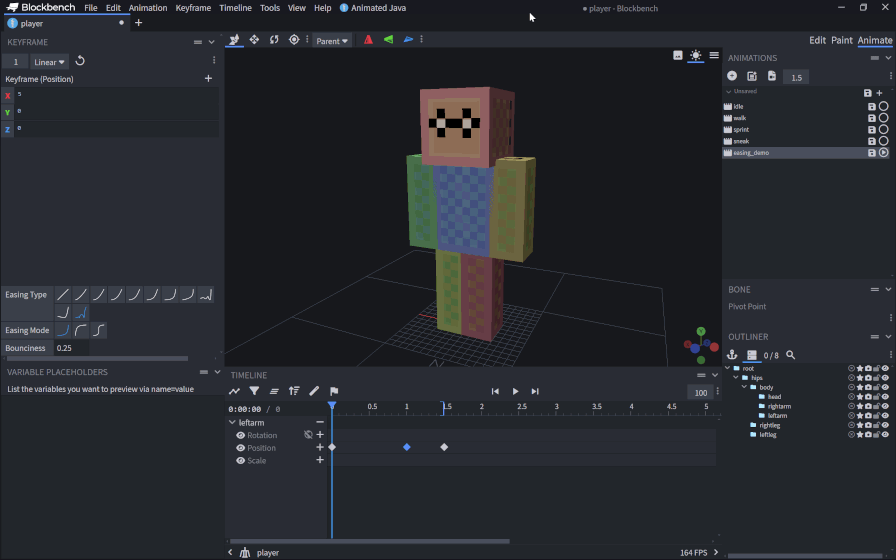 Blockbench File Edit Animation Keyframe Timeline Tools View Help Animated Java player - Blockbench
player
KEYFRAME
1 Linear
Keyframe (Position)
X 5
Y 0
Z 0
Easing Type
Easing Mode
Bounciness 0.25
VARIABLE PLACEHOLDERS
List the variables you want to preview via name=value
Parent
Edit Paint Animate
ANIMATIONS
1.5
Unsaved
idle
walk
sprint
sneak
easing_demo
BONE
Pivot Point
OUTLINER
0 / 8
root
hips
body
head
rightarm
leftarm
rightleg
leftleg
TIMELINE
100
0:00:00 / 0
0.5 1 1.5 2 2.5 3 3.5 4 4.5 5
leftarm
Rotation
Position
Scale
player 164 FPS